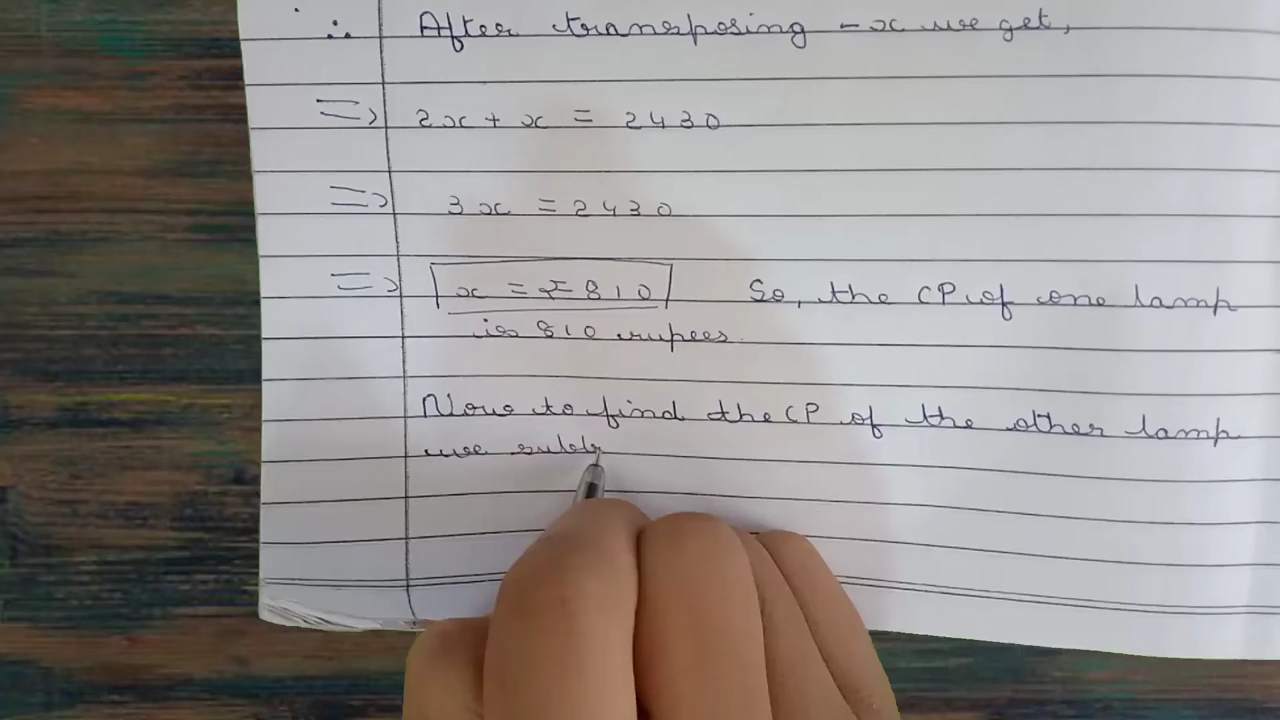 ∴ After transposing -x we get,
=> 2x + x = 2430
=> 3x = 2430
=> x = ₹810 So, the CP of one lamp
is 810 rupees.
Now to find the CP of the other lamp
we